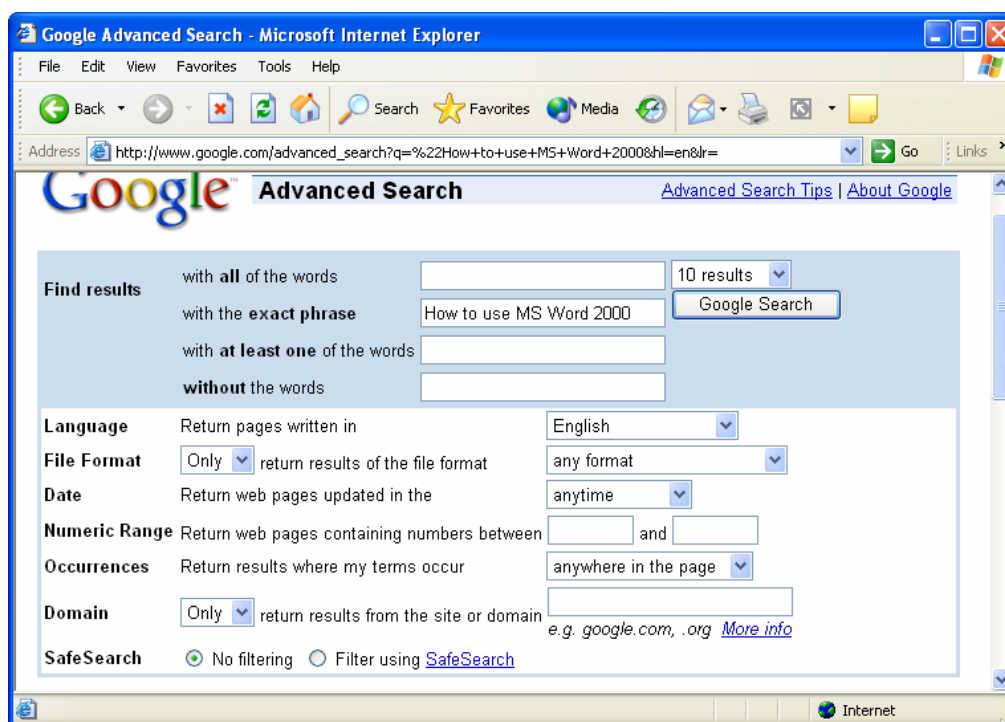 Google Advanced Search - Microsoft Internet Explorer
File Edit View Favorites Tools Help
Back Search Favorites Media
Address http://www.google.com/advanced_search?q=%22How+to+use+MS+Word+2000&hl=en&lr= Go Links
Google™ Advanced Search Advanced Search Tips | About Google
Find results with all of the words 10 results
with the exact phrase How to use MS Word 2000 Google Search
with at least one of the words
without the words
Language Return pages written in English
File Format Only return results of the file format any format
Date Return web pages updated in the anytime
Numeric Range Return web pages containing numbers between and
Occurrences Return results where my terms occur anywhere in the page
Domain Only return results from the site or domain
e.g. google.com, .org More info
SafeSearch No filtering Filter using SafeSearch
Internet